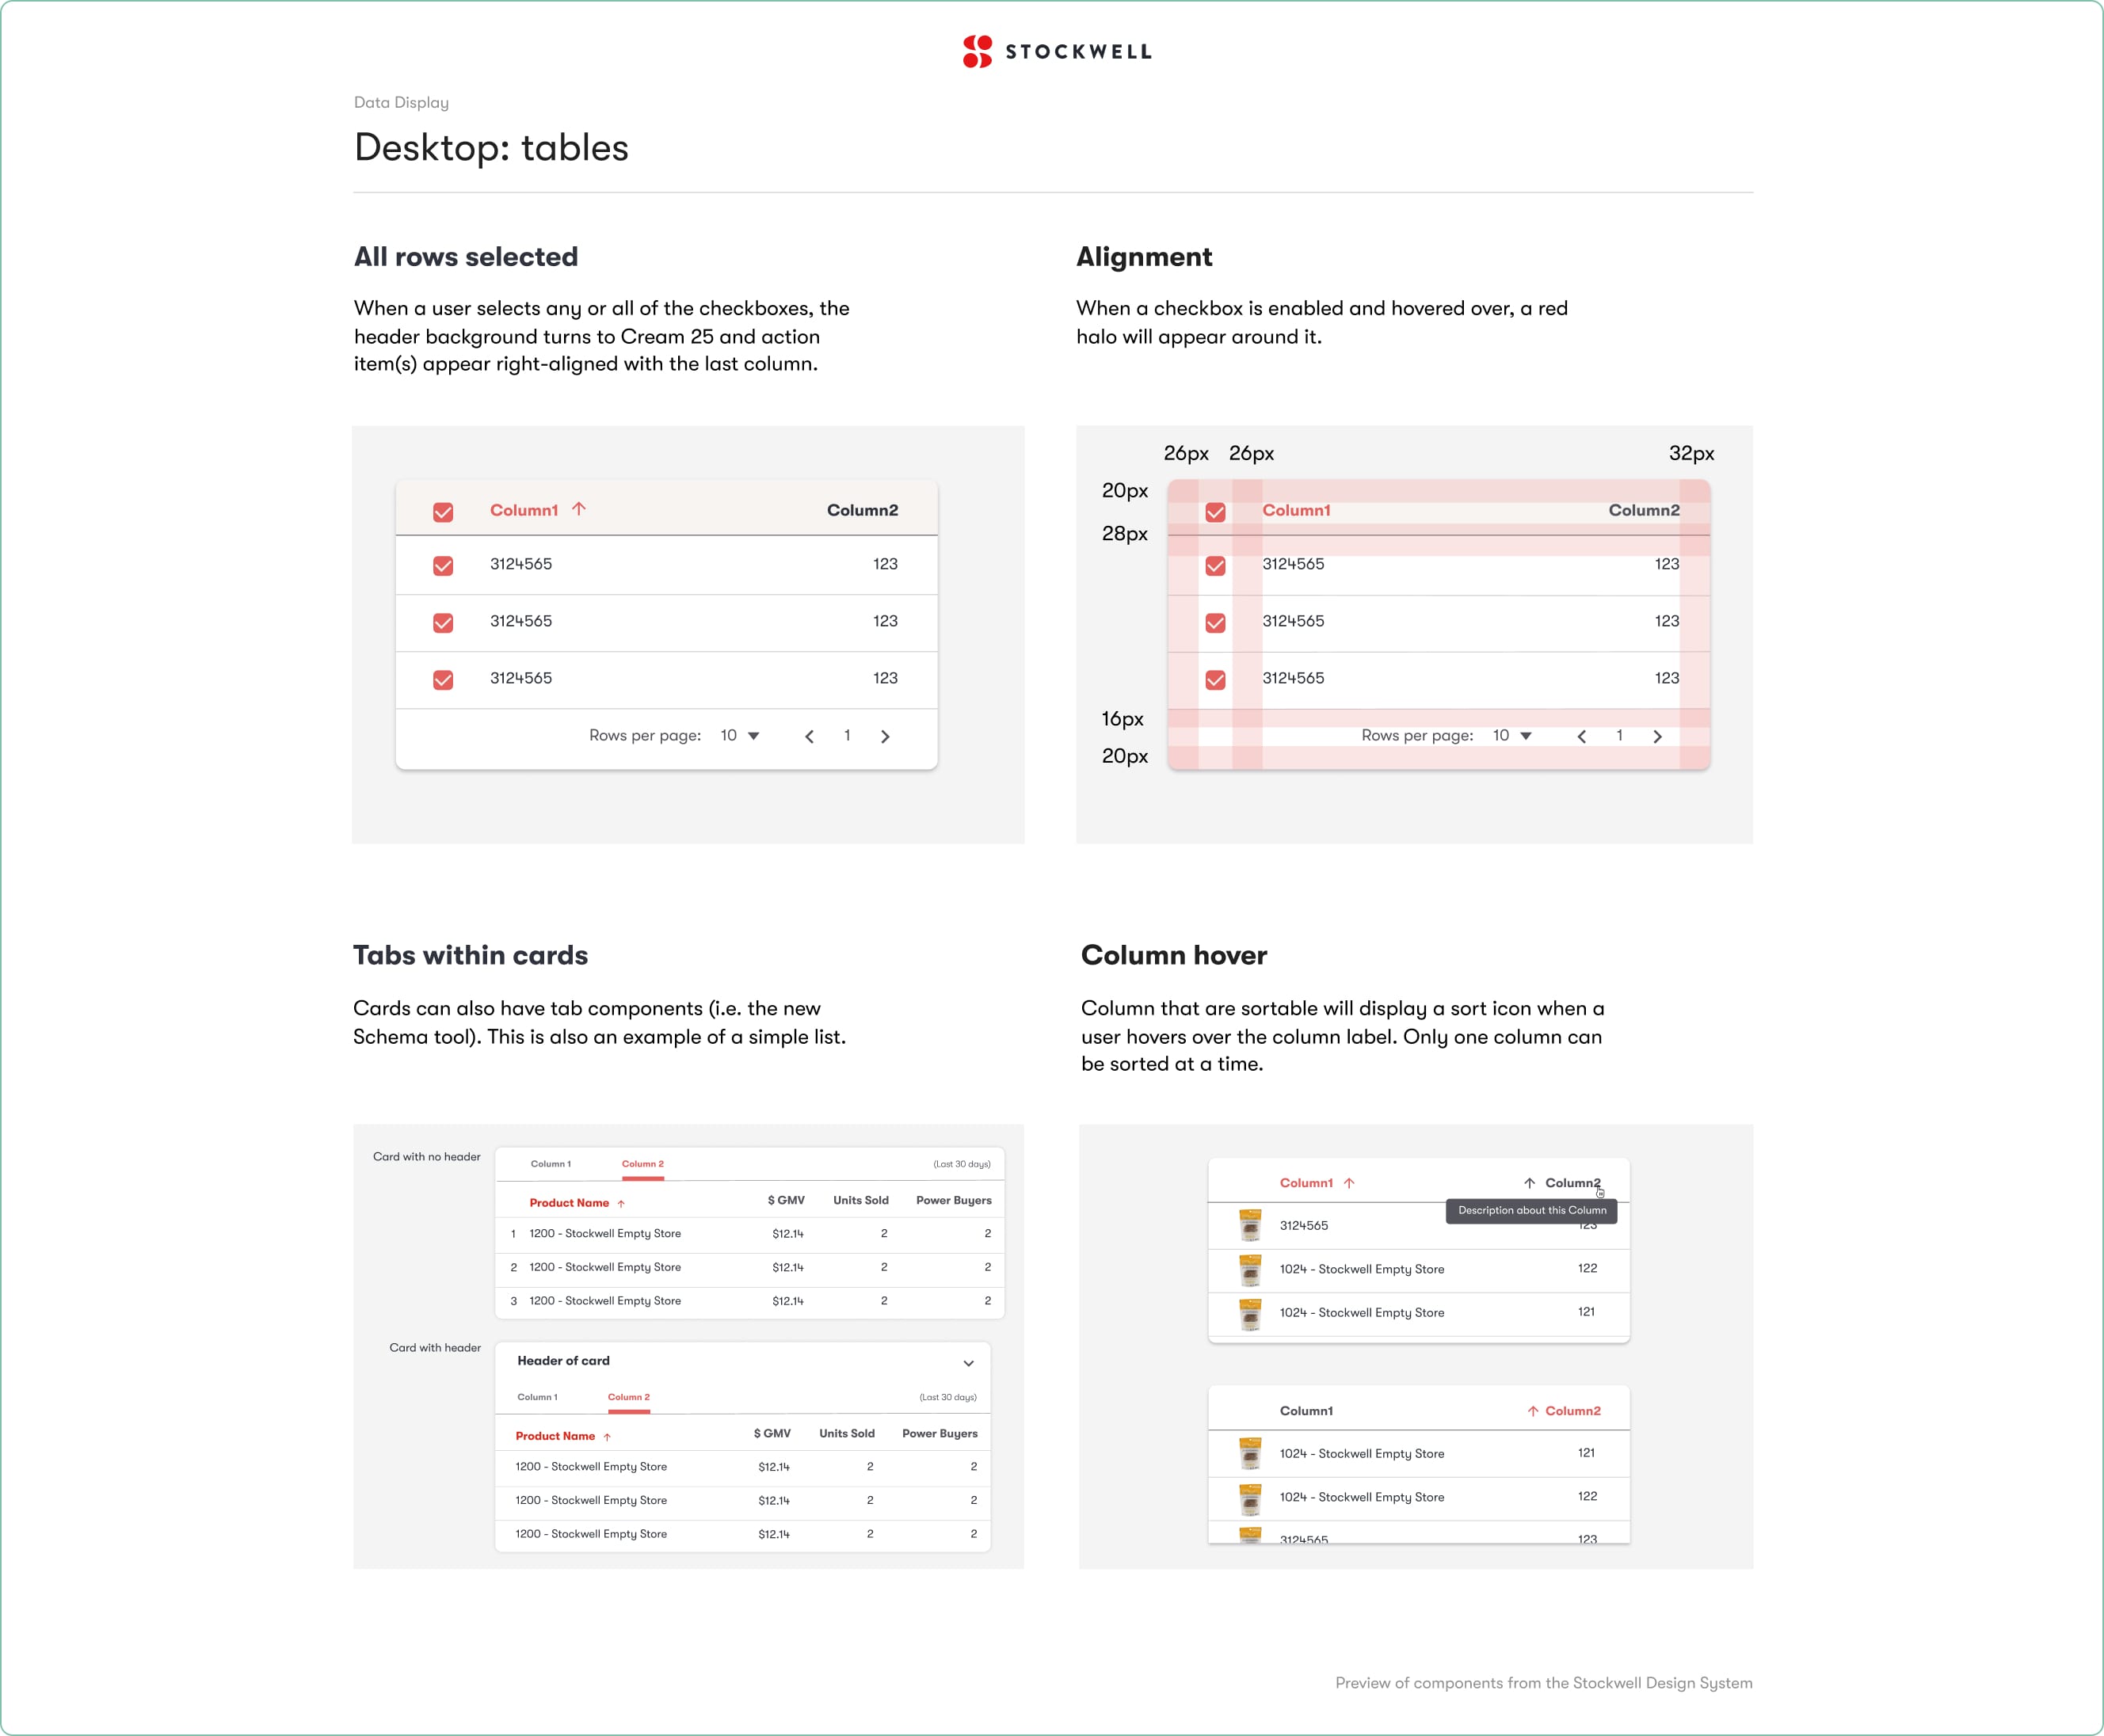 STOCKWELL
Data Display
Desktop: tables
All rows selected
When a user selects any or all of the checkboxes, the
header background turns to Cream 25 and action
item(s) appear right-aligned with the last column.
Column1 Column2
3124565 123
3124565 123
3124565 123
Rows per page: 10 1
Alignment
When a checkbox is enabled and hovered over, a red
halo will appear around it.
26px 26px 32px
20px
Column1 Column2
28px
3124565 123
3124565 123
3124565 123
16px
Rows per page: 10 1
20px
Tabs within cards
Cards can also have tab components (i.e. the new
Schema tool). This is also an example of a simple list.
Card with no header
Column 1 Column 2 (Last 30 days)
Product Name $ GMV Units Sold Power Buyers
1 1200 - Stockwell Empty Store $12.14 2 2
2 1200 - Stockwell Empty Store $12.14 2 2
3 1200 - Stockwell Empty Store $12.14 2 2
Card with header
Header of card
Column 1 Column 2 (Last 30 days)
Product Name $ GMV Units Sold Power Buyers
1200 - Stockwell Empty Store $12.14 2 2
1200 - Stockwell Empty Store $12.14 2 2
1200 - Stockwell Empty Store $12.14 2 2
Column hover
Column that are sortable will display a sort icon when a
user hovers over the column label. Only one column can
be sorted at a time.
Column1 Column2
Description about this Column
3124565 123
1024 - Stockwell Empty Store 122
1024 - Stockwell Empty Store 121
Column1 Column2
1024 - Stockwell Empty Store 121
1024 - Stockwell Empty Store 122
3124565 123
Preview of components from the Stockwell Design System